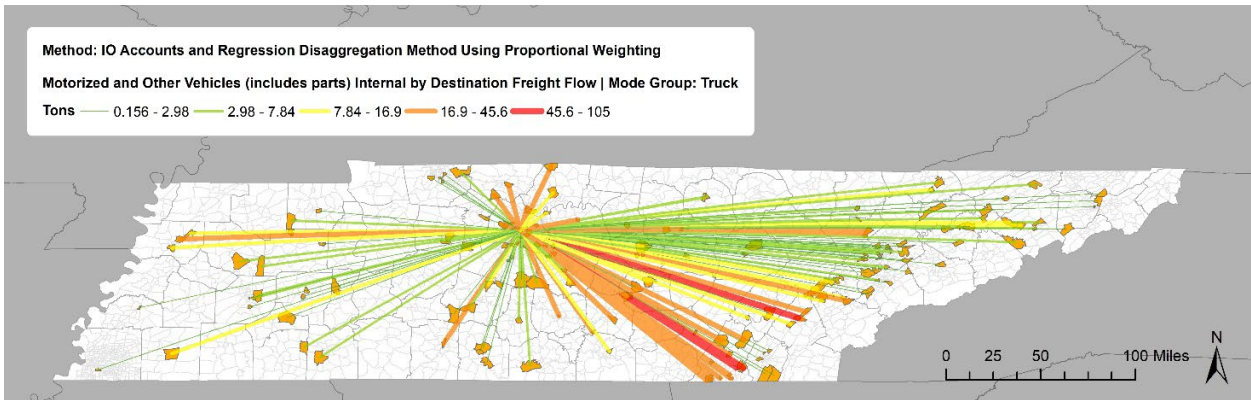 Method: IO Accounts and Regression Disaggregation Method Using Proportional Weighting
Motorized and Other Vehicles (includes parts) Internal by Destination Freight Flow | Mode Group: Truck
Tons 0.156 - 2.98 2.98 - 7.84 7.84 - 16.9 16.9 - 45.6 45.6 - 105
N
0 25 50 100 Miles